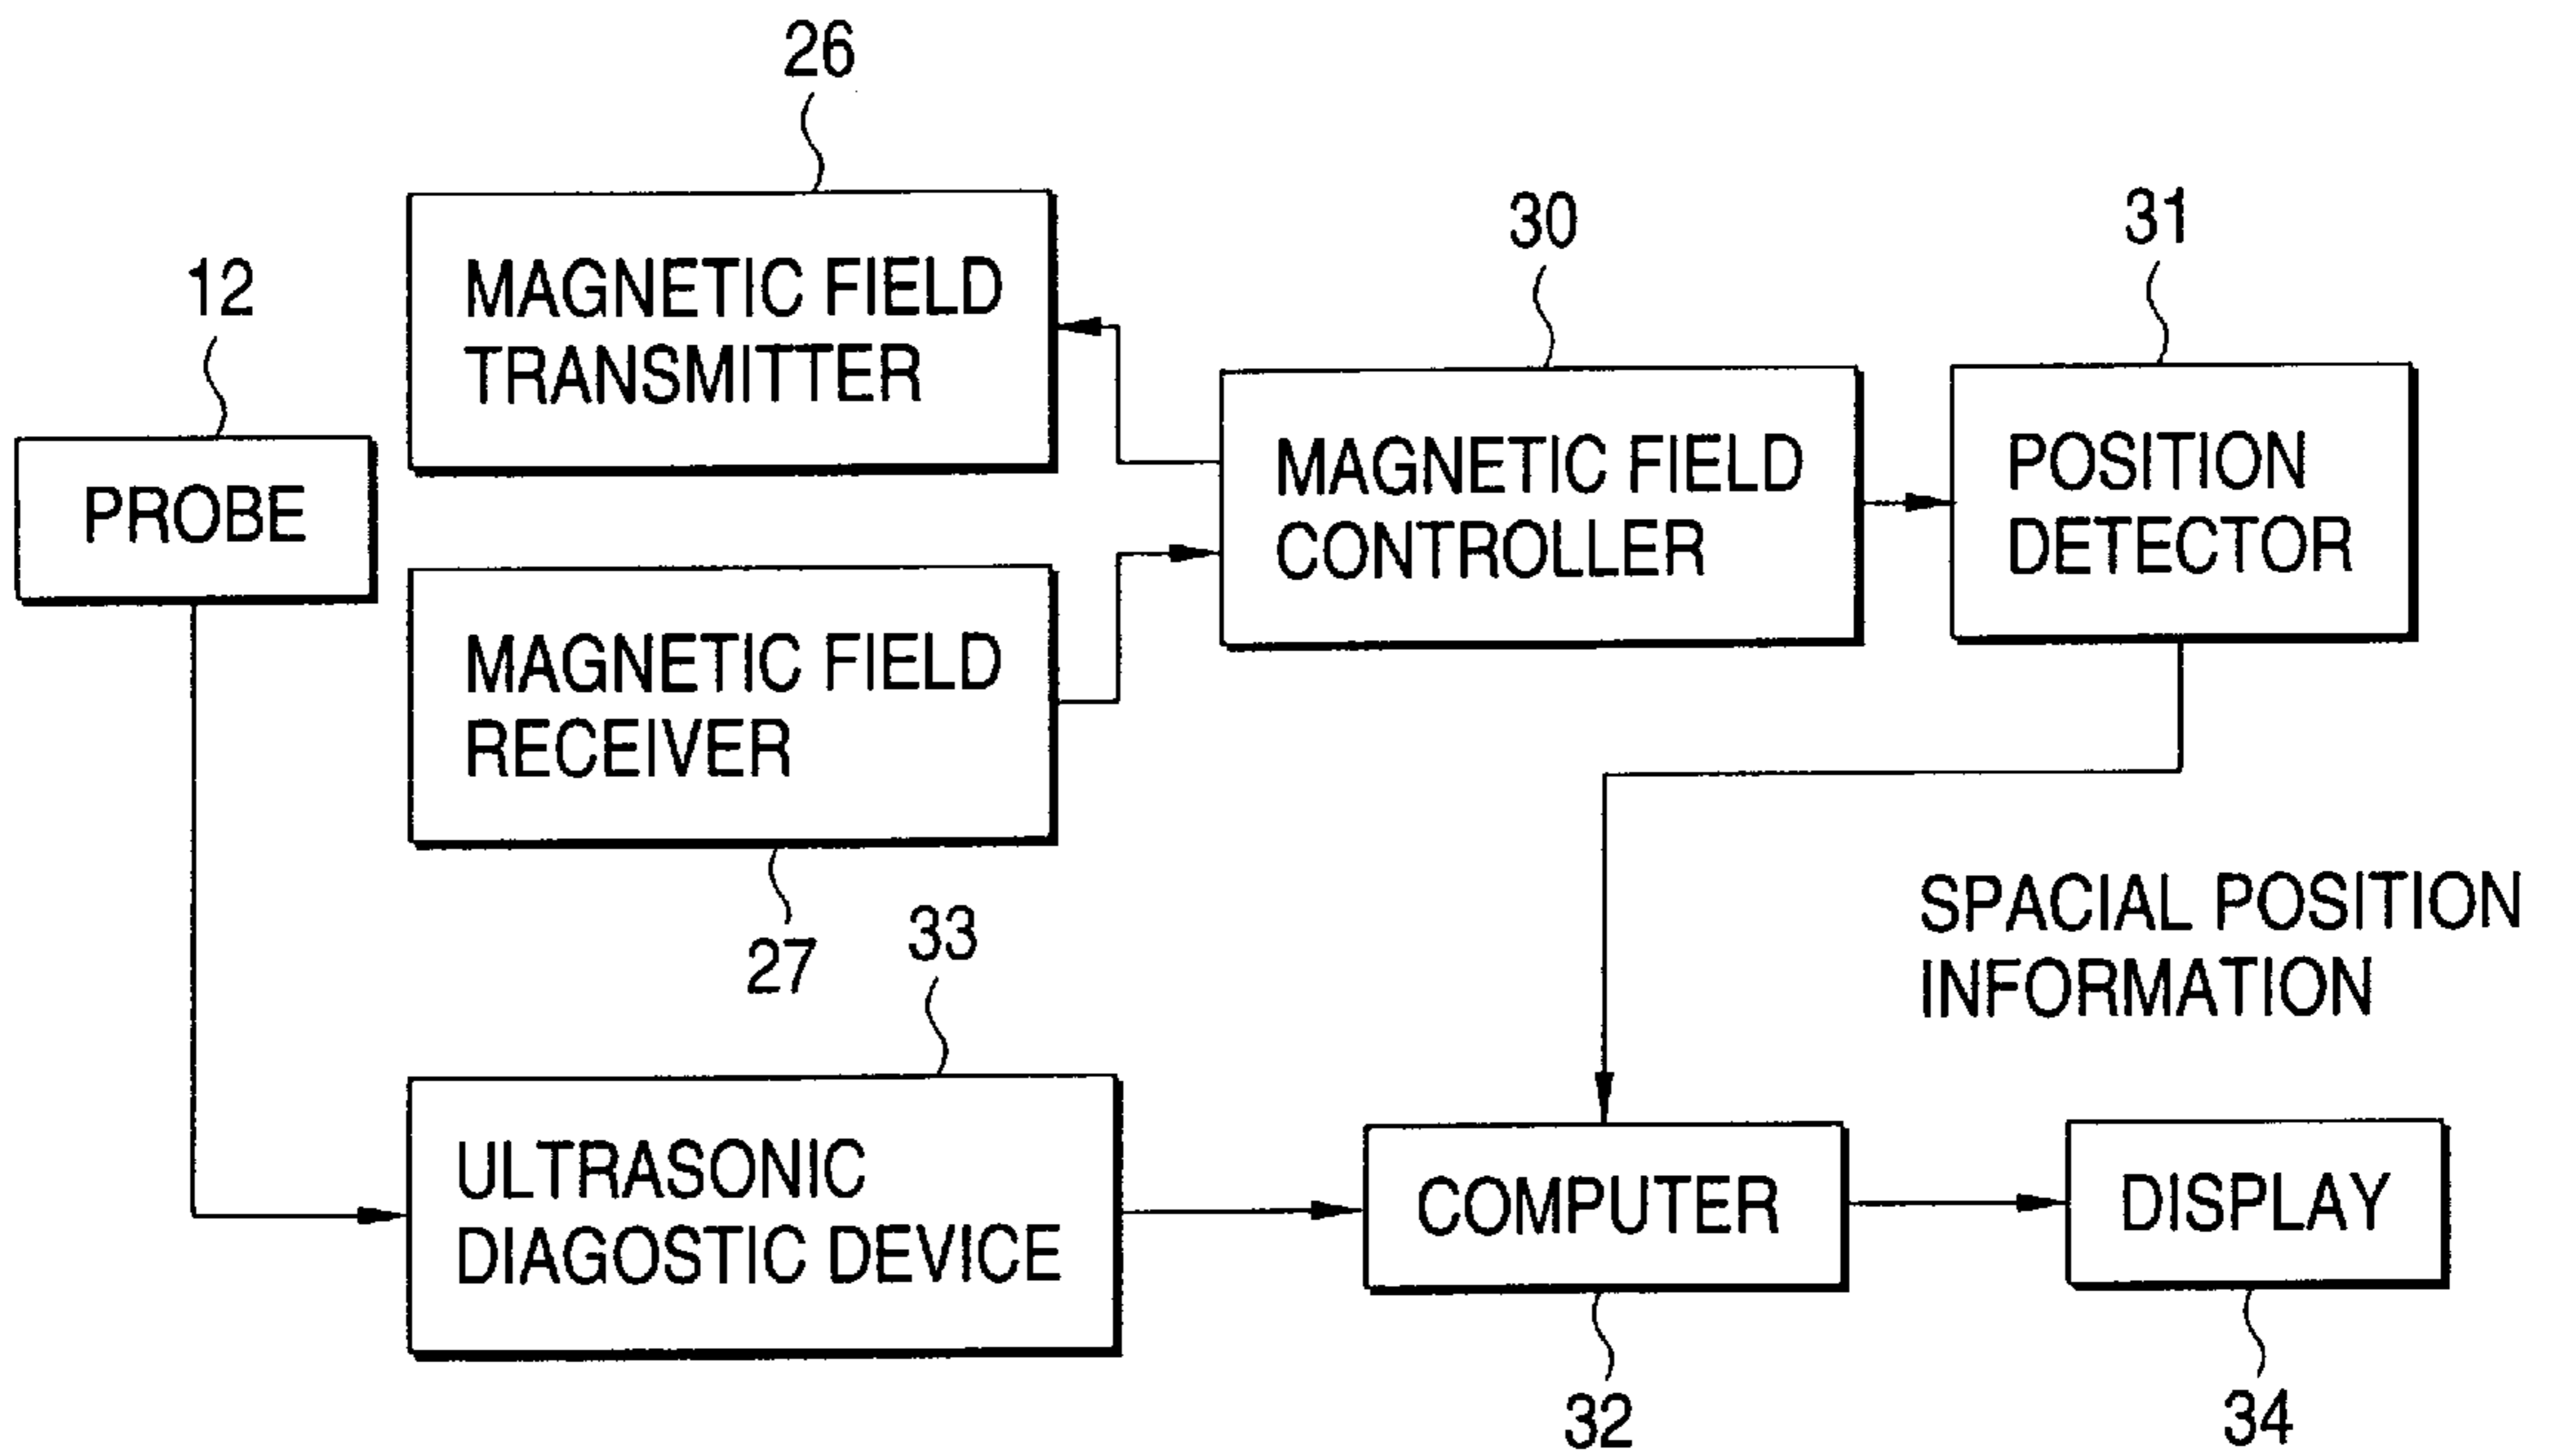 26
MAGNETIC FIELD
TRANSMITTER
12
PROBE
30
MAGNETIC FIELD
CONTROLLER
31
POSITION
DETECTOR
MAGNETIC FIELD
RECEIVER
27
33
ULTRASONIC
DIAGOSTIC DEVICE
SPACIAL POSITION
INFORMATION
COMPUTER
32
DISPLAY
34